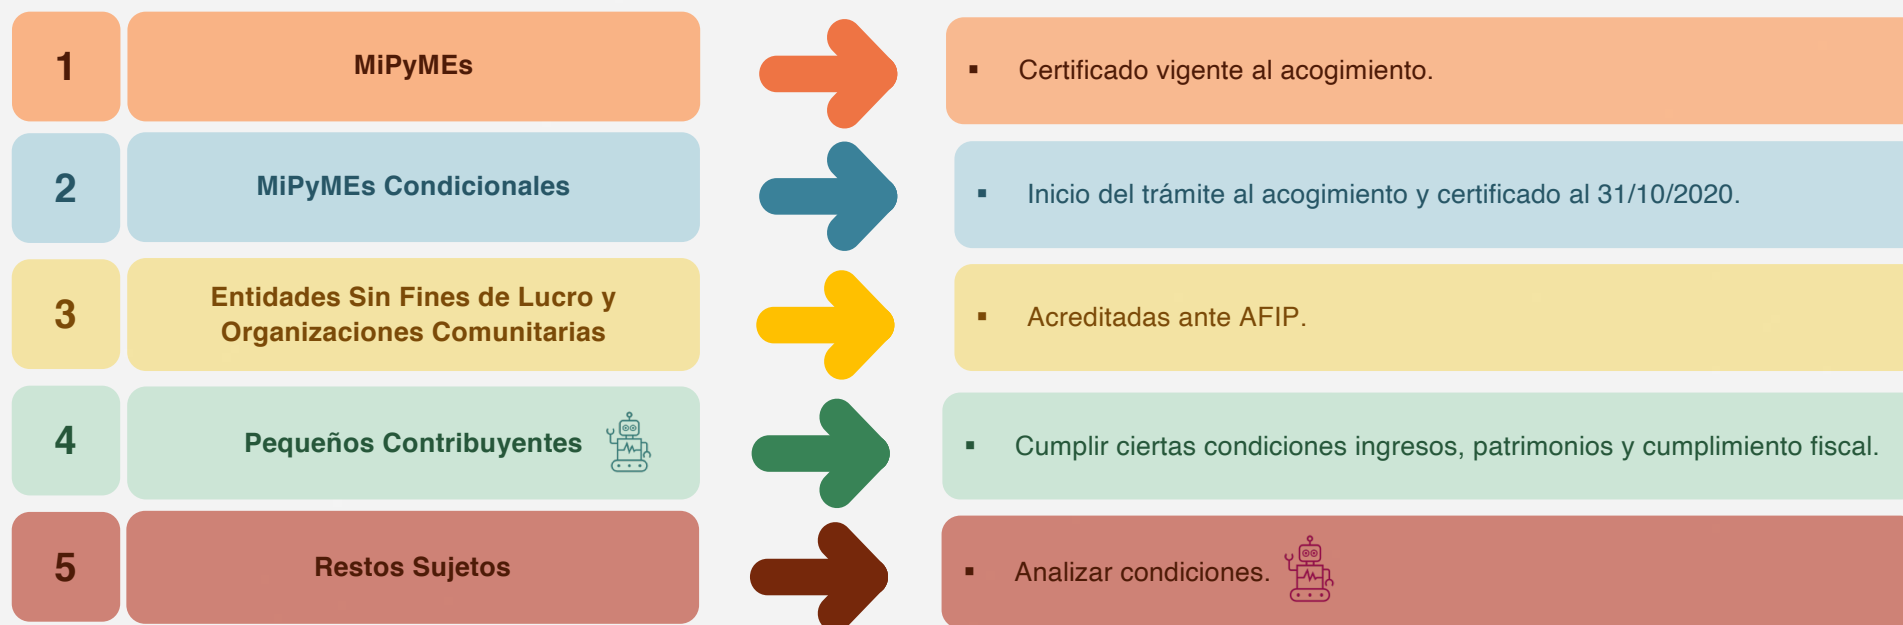 1
MiPyMEs
▪ Certificado vigente al acogimiento.
2
MiPyMEs Condicionales
▪ Inicio del trámite al acogimiento y certificado al 31/10/2020.
3
Entidades Sin Fines de Lucro y
Organizaciones Comunitarias
▪ Acreditadas ante AFIP.
4
Pequeños Contribuyentes
▪ Cumplir ciertas condiciones ingresos, patrimonios y cumplimiento fiscal.
5
Restos Sujetos
▪ Analizar condiciones.